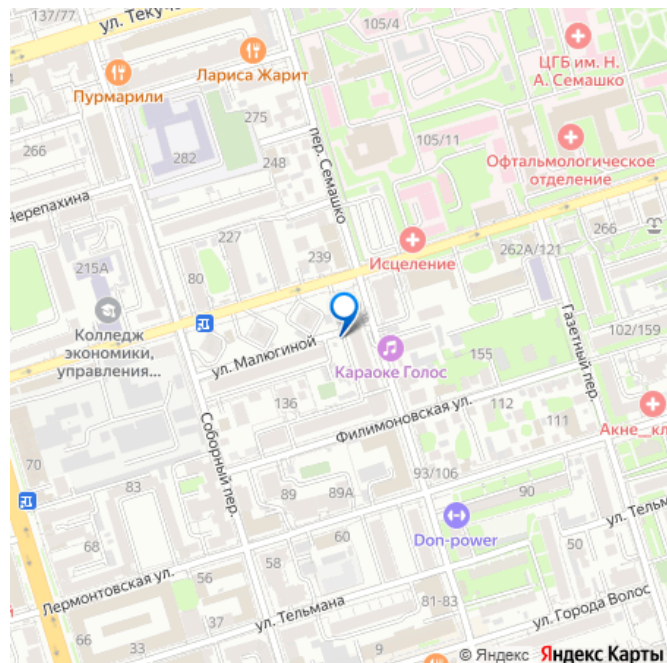 137/77
ул. Текуч
105/4
ЦГБ им. Н.
А. Семашко
Лариса Жарит
Пурмарили
275
105/11
266
282
248
пер. Семашко
Офтальмологическое
отделение
Черепахина
227
239
266
262А/121
Исцеление
215А
80
Газетный пер.
Колледж
экономики,
управления...
ул. Малюгиной
Караоке Голос
155
102/159
136
Филимоновская ул.
112
111
Акне_кл
Соборный пер.
70
83
93/106
89
89А
90
68
60
Don-power
ул. Тельм
50
58
56
Лермонтовская ул.
ул. Тельмана
81-83
ул. Города Волос
66
33
37
9
© Яндекс Яндекс Карты